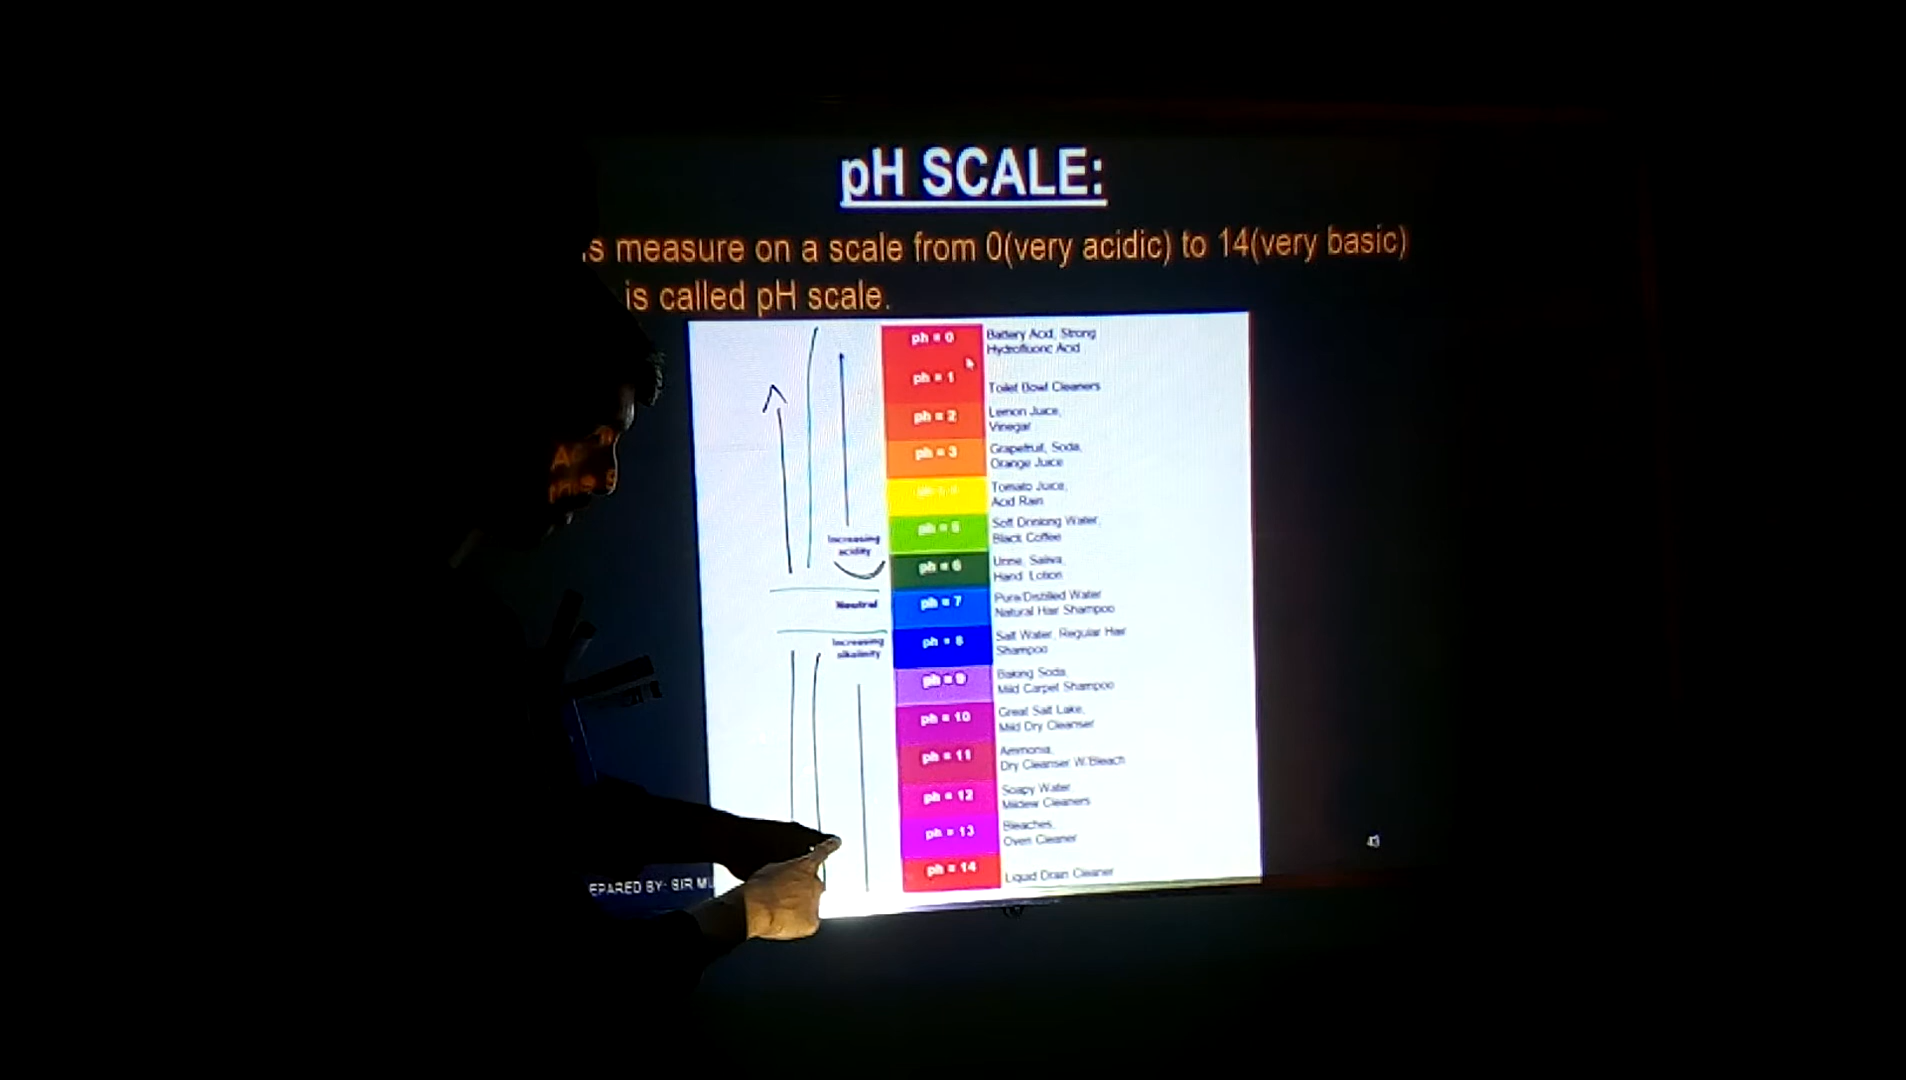 pH SCALE:
is measure on a scale from 0(very acidic) to 14(very basic)
is called pH scale.
ph = 0
Battery Acid, Strong
Hydrofluoric Acid
ph = 1
Toilet Bowl Cleaners
ph = 2
Lemon Juice,
Vinegar
ph = 3
Grapefruit, Soda,
Orange Juice
Tomato Juice,
Acid Rain
ph = 5
Soft Drinking Water,
Black Coffee
Increasing
acidity
ph = 6
Urine, Saliva,
Hand Lotion
Neutral
ph = 7
Pure/Distilled Water
Natural Hair Shampoo
Increasing
alkalinity
ph = 8
Salt Water, Regular Hair
Shampoo
ph = 9
Baking Soda,
Mild Carpet Shampoo
ph = 10
Great Salt Lake,
Mild Dry Cleanser
ph = 11
Ammonia,
Dry Cleanser W/Bleach
ph = 12
Soapy Water
Mildew Cleaners
ph = 13
Bleaches,
Oven Cleaner
ph = 14
Liquid Drain Cleaner
43
EPARED BY: SIR MU